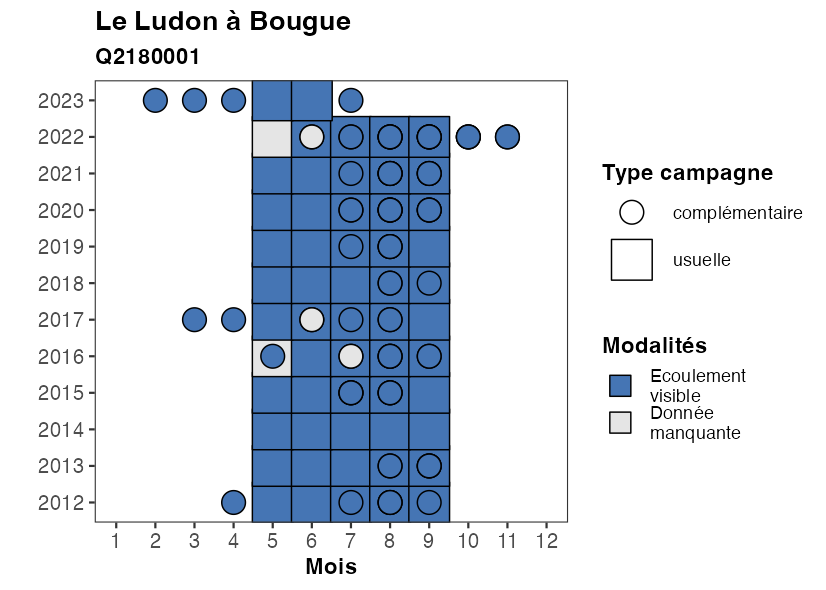 Le Ludon à Bougue
Q2180001
2023
2022
2021
2020
2019
2018
2017
2016
2015
2014
2013
2012
1 2 3 4 5 6 7 8 9 10 11 12
Mois
Type campagne
complémentaire
usuelle
Modalités
Ecoulement
visible
Donnée
manquante